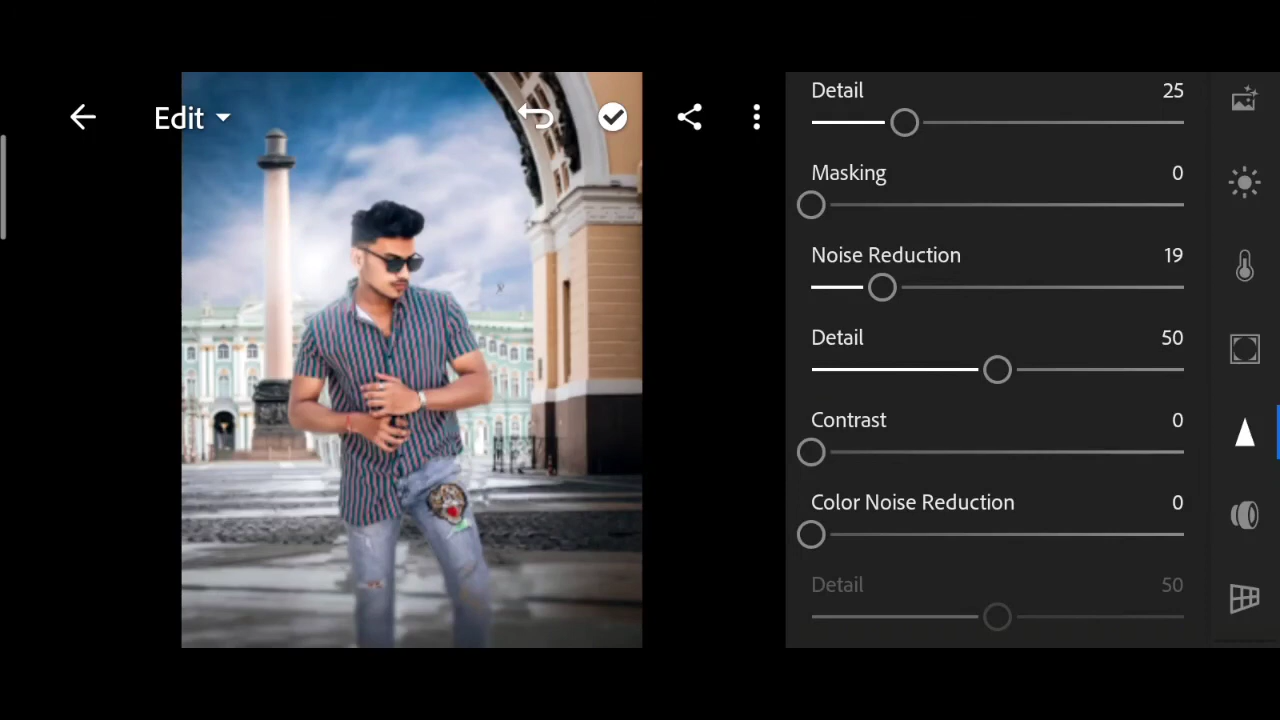 Edit
Detail 25
Masking 0
Noise Reduction 19
Detail 50
Contrast 0
Color Noise Reduction 0
Detail 50